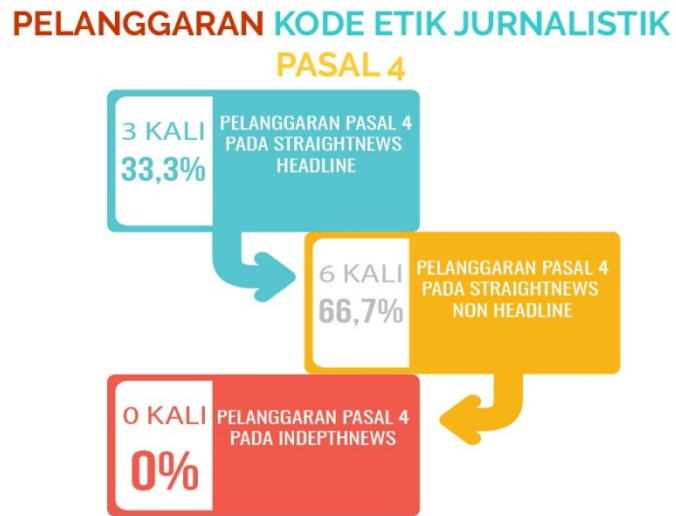 PELANGGARAN KODE ETIK JURNALISTIK
PASAL 4
3 KALI
33,3%
PELANGGARAN PASAL 4
PADA STRAIGHTNEWS
HEADLINE
6 KALI
66,7%
PELANGGARAN PASAL 4
PADA STRAIGHTNEWS
NON HEADLINE
0 KALI
0%
PELANGGARAN PASAL 4
PADA INDEPTHNEWS